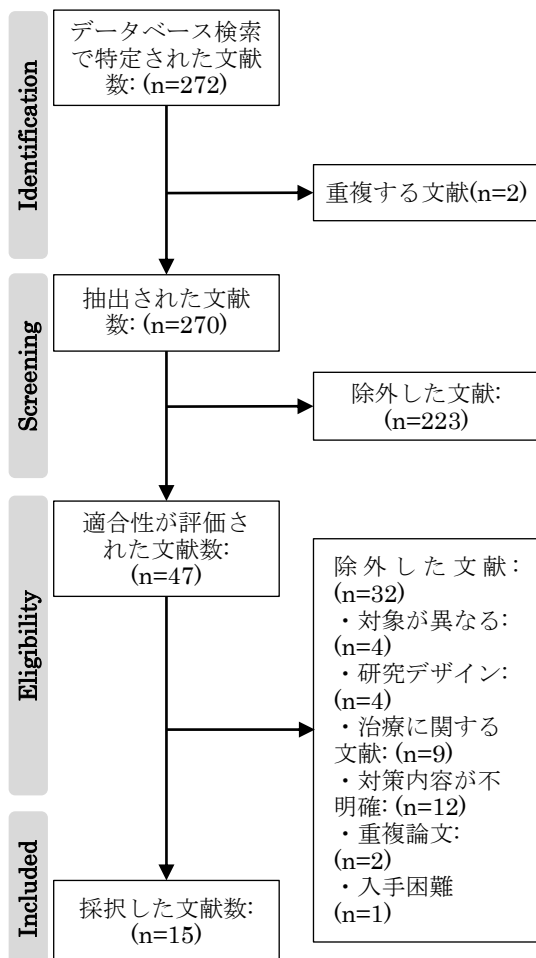 Identification
データベース検索
で特定された文献
数: (n=272)
重複する文献(n=2)
Screening
抽出された文献
数: (n=270)
除外した文献:
(n=223)
Eligibility
適合性が評価さ
れた文献数:
(n=47)
除外した文献:
(n=32)
・対象が異なる:
(n=4)
・研究デザイン:
(n=4)
・治療に関する
文献: (n=9)
・対策内容が不
明確: (n=12)
・重複論文:
(n=2)
・入手困難
(n=1)
Included
採択した文献数:
(n=15)